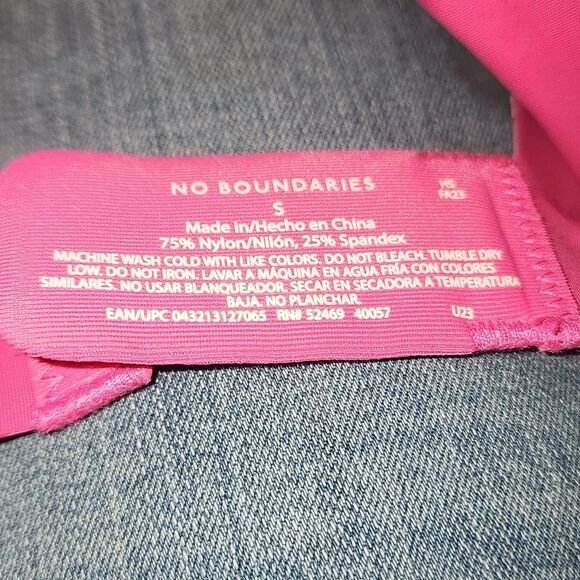 NO BOUNDARIES
HS
FA23
S
Made in/Hecho en China
75% Nylon/Nilón, 25% Spandex
MACHINE WASH COLD WITH LIKE COLORS. DO NOT BLEACH. TUMBLE DRY
LOW. DO NOT IRON. LAVAR A MÁQUINA EN AGUA FRÍA CON COLORES
SIMILARES. NO USAR BLANQUEADOR. SECAR EN SECADORA A TEMPERATURA
BAJA. NO PLANCHAR.
EAN/UPC 043213127065 RN# 52469 40057 U23